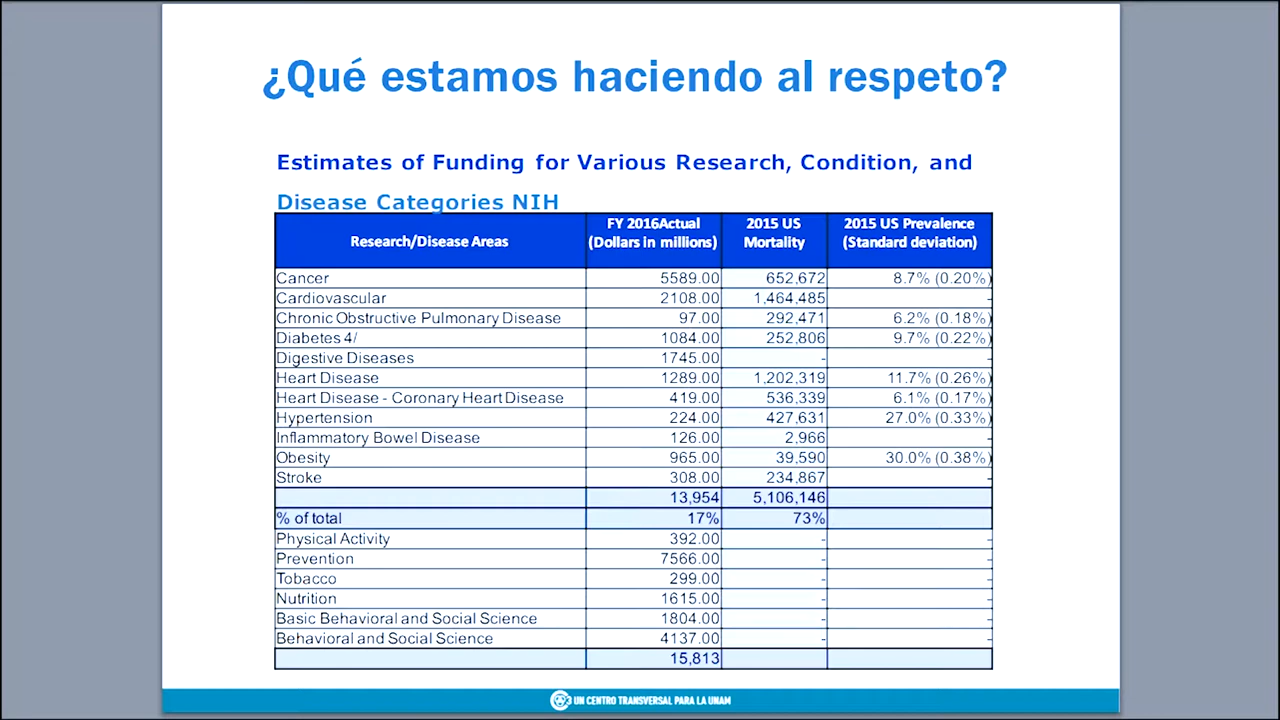 ¿Qué estamos haciendo al respeto?
Estimates of Funding for Various Research, Condition, and
Disease Categories NIH
Research/Disease Areas FY 2016Actual (Dollars in millions) 2015 US Mortality 2015 US Prevalence (Standard deviation)
Cancer 5589.00 652,672 8.7% (0.20%)
Cardiovascular 2108.00 1,464,485 -
Chronic Obstructive Pulmonary Disease 97.00 292,471 6.2% (0.18%)
Diabetes 4/ 1084.00 252,806 9.7% (0.22%)
Digestive Diseases 1745.00 - -
Heart Disease 1289.00 1,202,319 11.7% (0.26%)
Heart Disease - Coronary Heart Disease 419.00 536,339 6.1% (0.17%)
Hypertension 224.00 427,631 27.0% (0.33%)
Inflammatory Bowel Disease 126.00 2,966 -
Obesity 965.00 39,590 30.0% (0.38%)
Stroke 308.00 234,867 -
13,954 5,106,146
% of total 17% 73%
Physical Activity 392.00 - -
Prevention 7566.00 - -
Tobacco 299.00 - -
Nutrition 1615.00 - -
Basic Behavioral and Social Science 1804.00 - -
Behavioral and Social Science 4137.00 - -
15,813
C3 UN CENTRO TRANSVERSAL PARA LA UNAM